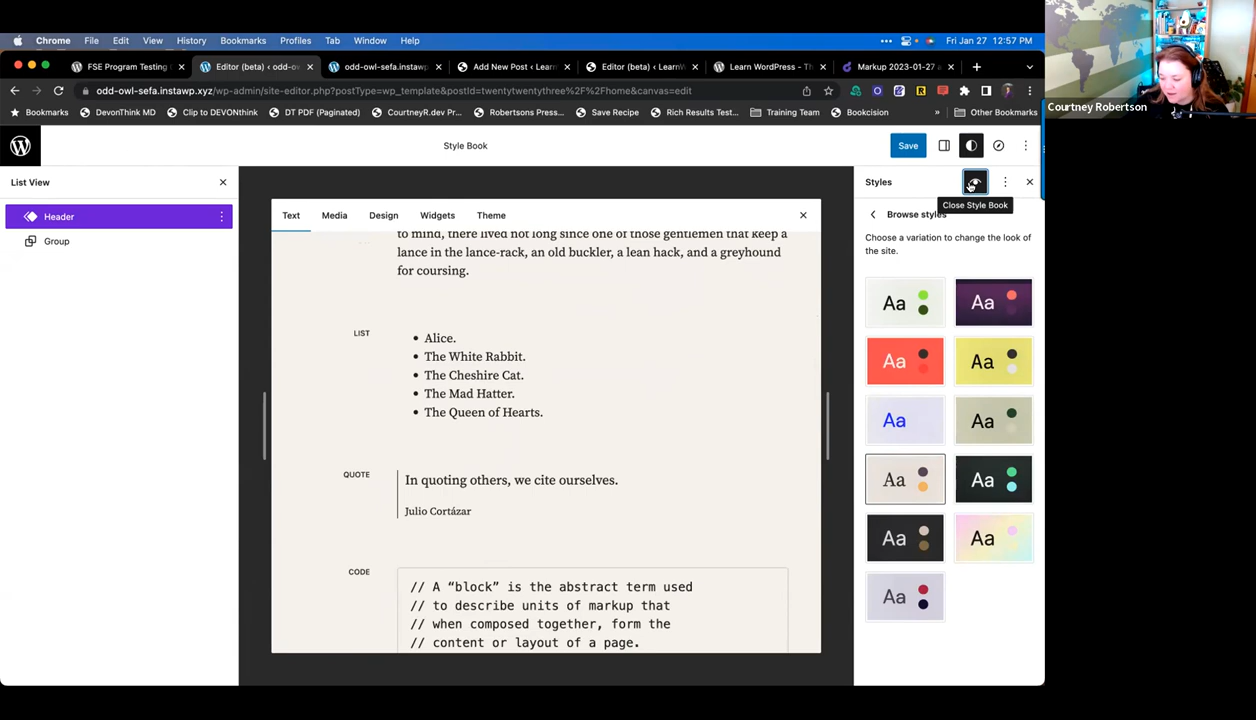 Chrome File Edit View History Bookmarks Profiles Tab Window Help Fri Jan 27 12:57 PM
FSE Program Testing Editor (beta) ‹ odd-o odd-owl-sefa.instawp Add New Post ‹ Learn Editor (beta) ‹ Learn Learn WordPress - Th Markup 2023-01-27
odd-owl-sefa.instawp.xyz/wp-admin/site-editor.php?postType=wp_template&postId=twentytwentythree%2F%2Fhome&canvas=edit
Bookmarks DevonThink MD Clip to DEVONthink DT PDF (Paginated) CourtneyR.dev Pr... Robertsons Press... Save Recipe Rich Results Test... Training Team Bookcision » Other Bookmarks
Courtney Robertson
Style Book
Save
List View
Header
Group
Text Media Design Widgets Theme
to mind, there lived not long since one of those gentlemen that keep a
lance in the lance-rack, an old buckler, a lean hack, and a greyhound
for coursing.
LIST
• Alice.
• The White Rabbit.
• The Cheshire Cat.
• The Mad Hatter.
• The Queen of Hearts.
QUOTE
In quoting others, we cite ourselves.
Julio Cortázar
CODE
// A “block” is the abstract term used
// to describe units of markup that
// when composed together, form the
// content or layout of a page.
Styles
Close Style Book
Browse styles
Choose a variation to change the look of
the site.
Aa Aa
Aa Aa
Aa Aa
Aa Aa
Aa Aa
Aa